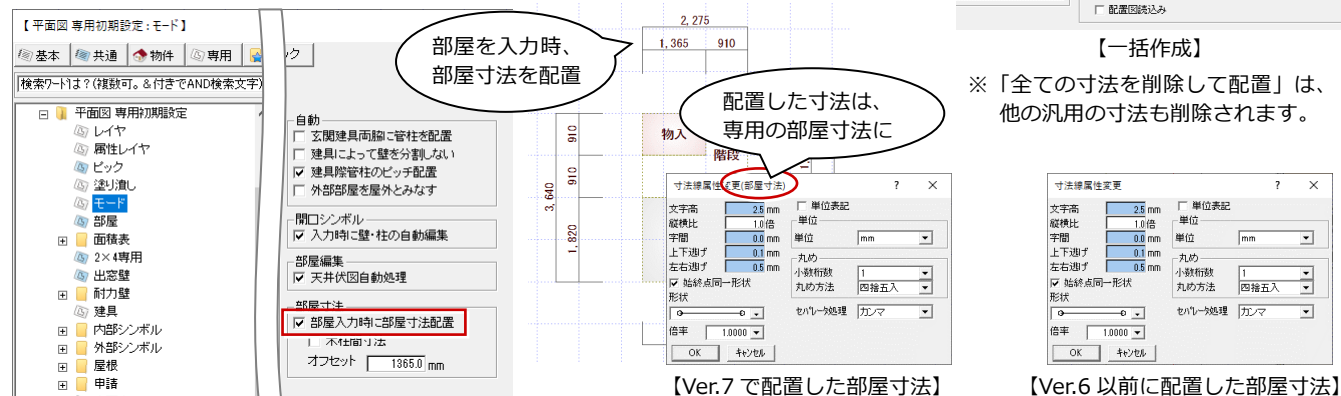 【 平面図 専用初期設定 : モード 】
基本 共通 物件 専用 ック
検索ワードは？(複数可。＆付きでAND検索文字)
平面図 専用初期設定
レイヤ
属性レイヤ
ピック
塗り潰し
モード
部屋
面積表
2×4専用
出窓壁
耐力壁
建具
内部シンボル
外部シンボル
屋根
申請
自動
玄関建具両脇に管柱を配置
建具によって壁を分割しない
建具際管柱のピッチ配置
外部部屋を屋外とみなす
開口シンボル
入力時に壁・柱の自動編集
部屋編集
天井伏図自動処理
部屋寸法
部屋入力時に部屋寸法配置
木柱間寸法
オフセット 1365.0 mm
部屋を入力時、
部屋寸法を配置
2,275
1,365 910
910
910
3,640
1,820
物入
階段
配置した寸法は、
専用の部屋寸法に
寸法線属性変更(部屋寸法) ? ×
文字高 2.5 mm
縦横比 1.0 倍
字間 0.0 mm
上下逃げ 0.1 mm
左右逃げ 0.5 mm
始終点同一形状
形状
倍率 1.0000
OK キャンセル
単位表記
単位
単位 mm
丸め
小数桁数 1
丸め方法 四捨五入
セパレータ処理 カンマ
【Ver.7 で配置した部屋寸法】
配置図読込み
【一括作成】
※「全ての寸法を削除して配置」は、
他の汎用の寸法も削除されます。
寸法線属性変更 ? ×
文字高 2.5 mm
縦横比 1.0 倍
字間 0.0 mm
上下逃げ 0.1 mm
左右逃げ 0.5 mm
始終点同一形状
形状
倍率 1.0000
OK キャンセル
単位表記
単位
単位 mm
丸め
小数桁数 1
丸め方法 四捨五入
セパレータ処理 カンマ
【Ver.6 以前に配置した部屋寸法】